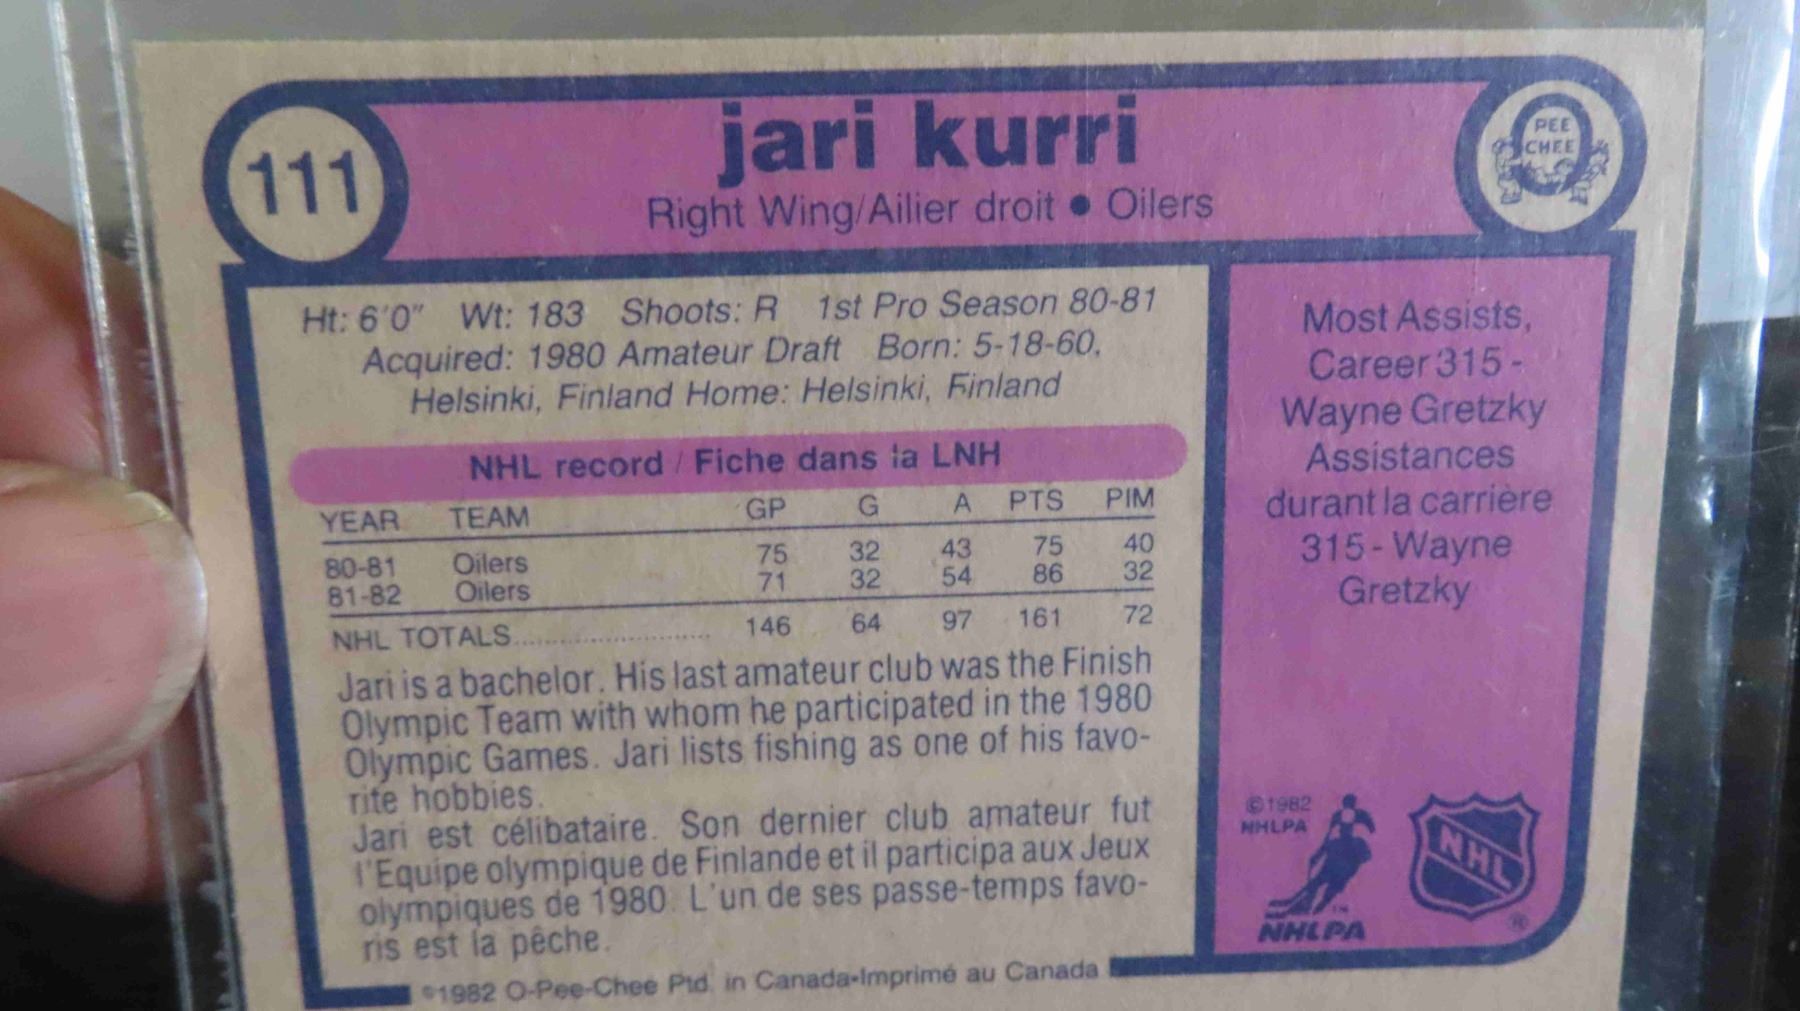 111
jari kurri
PEE
CHEE
Right Wing/Ailier droit • Oilers
Ht: 6'0" Wt: 183 Shoots: R 1st Pro Season 80-81
Acquired: 1980 Amateur Draft Born: 5-18-60,
Helsinki, Finland Home: Helsinki, Finland
NHL record / Fiche dans la LNH
YEAR TEAM GP G A PTS PIM
80-81 Oilers 75 32 43 75 40
81-82 Oilers 71 32 54 86 32
NHL TOTALS........................ 146 64 97 161 72
Jari is a bachelor. His last amateur club was the Finish
Olympic Team with whom he participated in the 1980
Olympic Games. Jari lists fishing as one of his favo-
rite hobbies.
Jari est célibataire. Son dernier club amateur fut
l'Equipe olympique de Finlande et il participa aux Jeux
olympiques de 1980. L'un de ses passe-temps favo-
ris est la pêche.
©1982 O-Pee-Chee Ptd. in Canada-Imprimé au Canada
Most Assists,
Career 315 -
Wayne Gretzky
Assistances
durant la carrière
315 - Wayne
Gretzky
©1982
NHLPA
TM
NHLPA
NHL
®